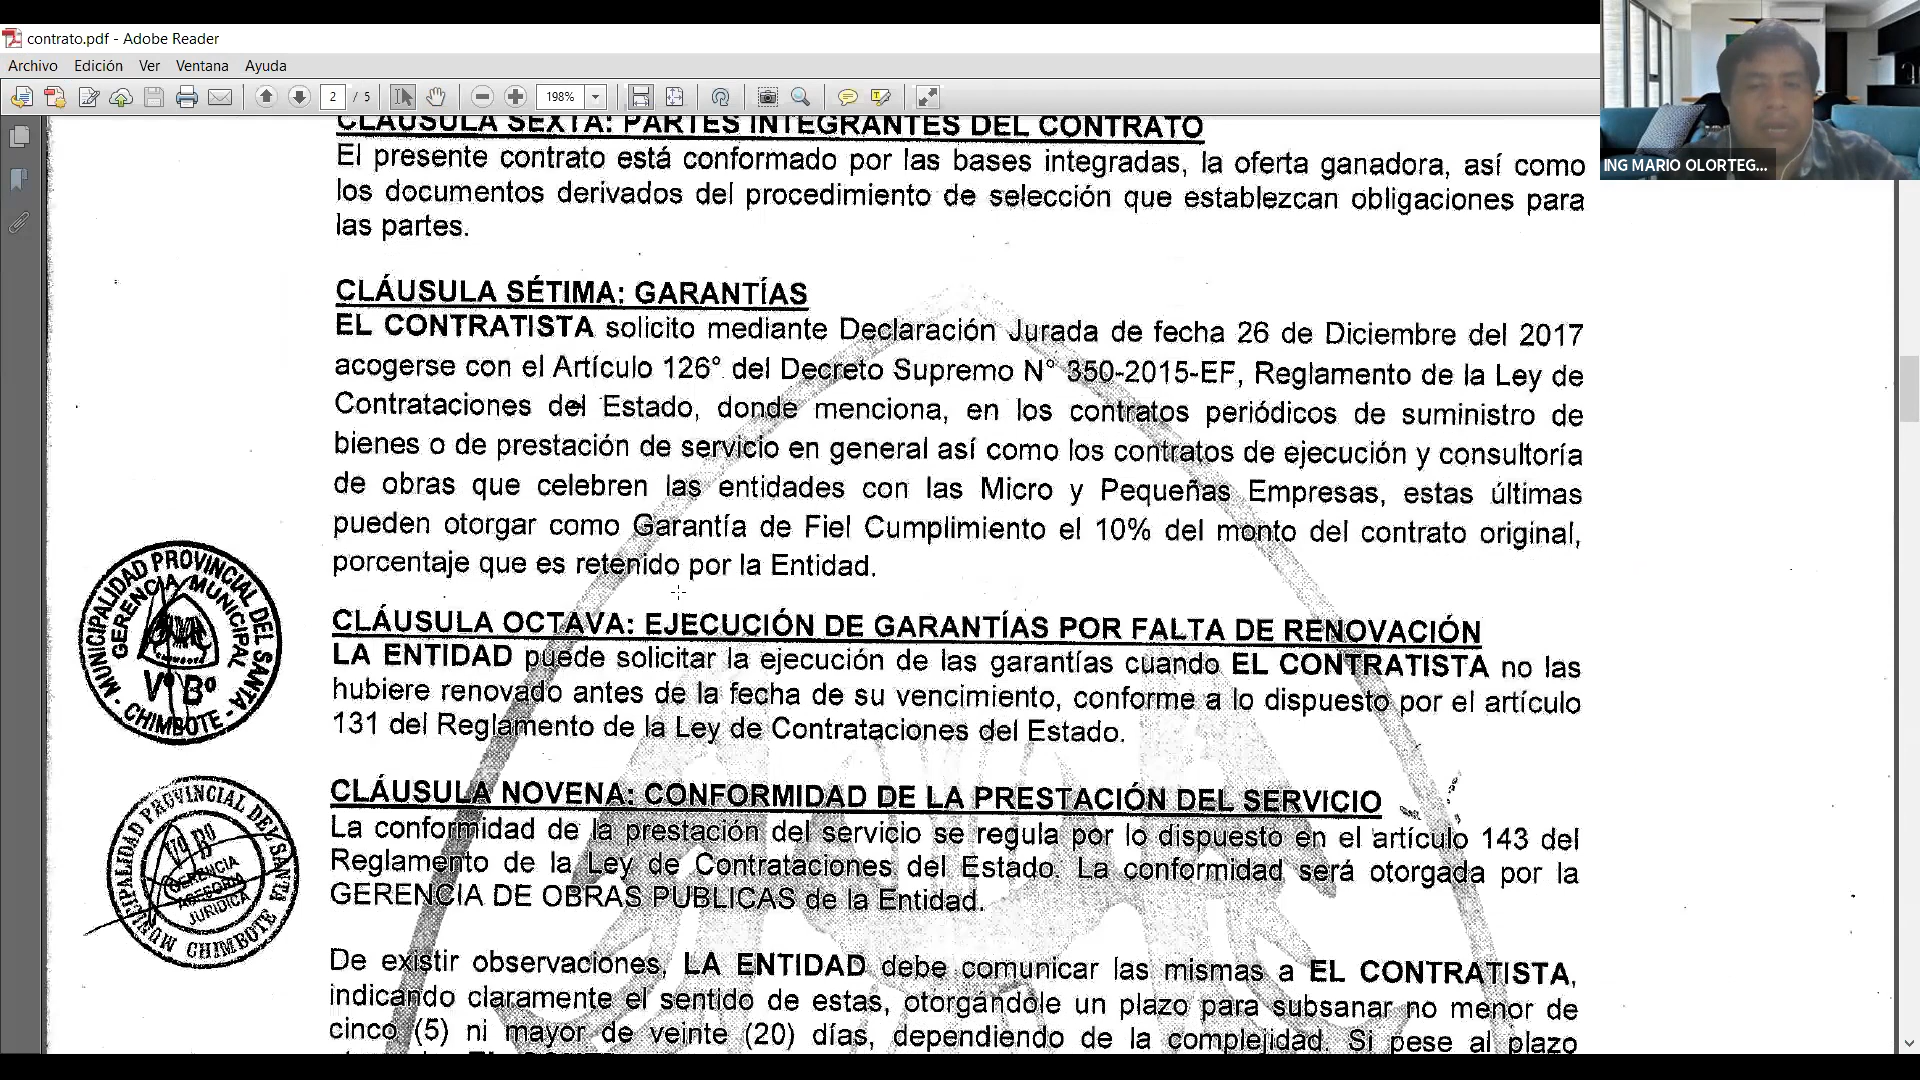 contrato.pdf - Adobe Reader
Archivo Edición Ver Ventana Ayuda
2 / 5 198%
ING MARIO OLORTEG...
CLÁUSULA SEXTA: PARTES INTEGRANTES DEL CONTRATO
El presente contrato está conformado por las bases integradas, la oferta ganadora, así como
los documentos derivados del procedimiento de selección que establezcan obligaciones para
las partes.
CLÁUSULA SÉTIMA: GARANTÍAS
EL CONTRATISTA solicito mediante Declaración Jurada de fecha 26 de Diciembre del 2017
acogerse con el Artículo 126° del Decreto Supremo N° 350-2015-EF, Reglamento de la Ley de
Contrataciones del Estado, donde menciona, en los contratos periódicos de suministro de
bienes o de prestación de servicio en general así como los contratos de ejecución y consultoría
de obras que celebren las entidades con las Micro y Pequeñas Empresas, estas últimas
pueden otorgar como Garantía de Fiel Cumplimiento el 10% del monto del contrato original,
porcentaje que es retenido por la Entidad.
MUNICIPALIDAD PROVINCIAL DEL SANTA
GERENCIA MUNICIPAL
V° B°
- CHIMBOTE -
CLÁUSULA OCTAVA: EJECUCIÓN DE GARANTÍAS POR FALTA DE RENOVACIÓN
LA ENTIDAD puede solicitar la ejecución de las garantías cuando EL CONTRATISTA no las
hubiere renovado antes de la fecha de su vencimiento, conforme a lo dispuesto por el artículo
131 del Reglamento de la Ley de Contrataciones del Estado.
MUNICIPALIDAD PROVINCIAL DEL SANTA
GERENCIA
ASESORIA
JURIDICA
CHIMBOTE
CLÁUSULA NOVENA: CONFORMIDAD DE LA PRESTACIÓN DEL SERVICIO
La conformidad de la prestación del servicio se regula por lo dispuesto en el artículo 143 del
Reglamento de la Ley de Contrataciones del Estado. La conformidad será otorgada por la
GERENCIA DE OBRAS PUBLICAS de la Entidad.
De existir observaciones, LA ENTIDAD debe comunicar las mismas a EL CONTRATISTA,
indicando claramente el sentido de estas, otorgándole un plazo para subsanar no menor de
cinco (5) ni mayor de veinte (20) días, dependiendo de la complejidad. Si pese al plazo